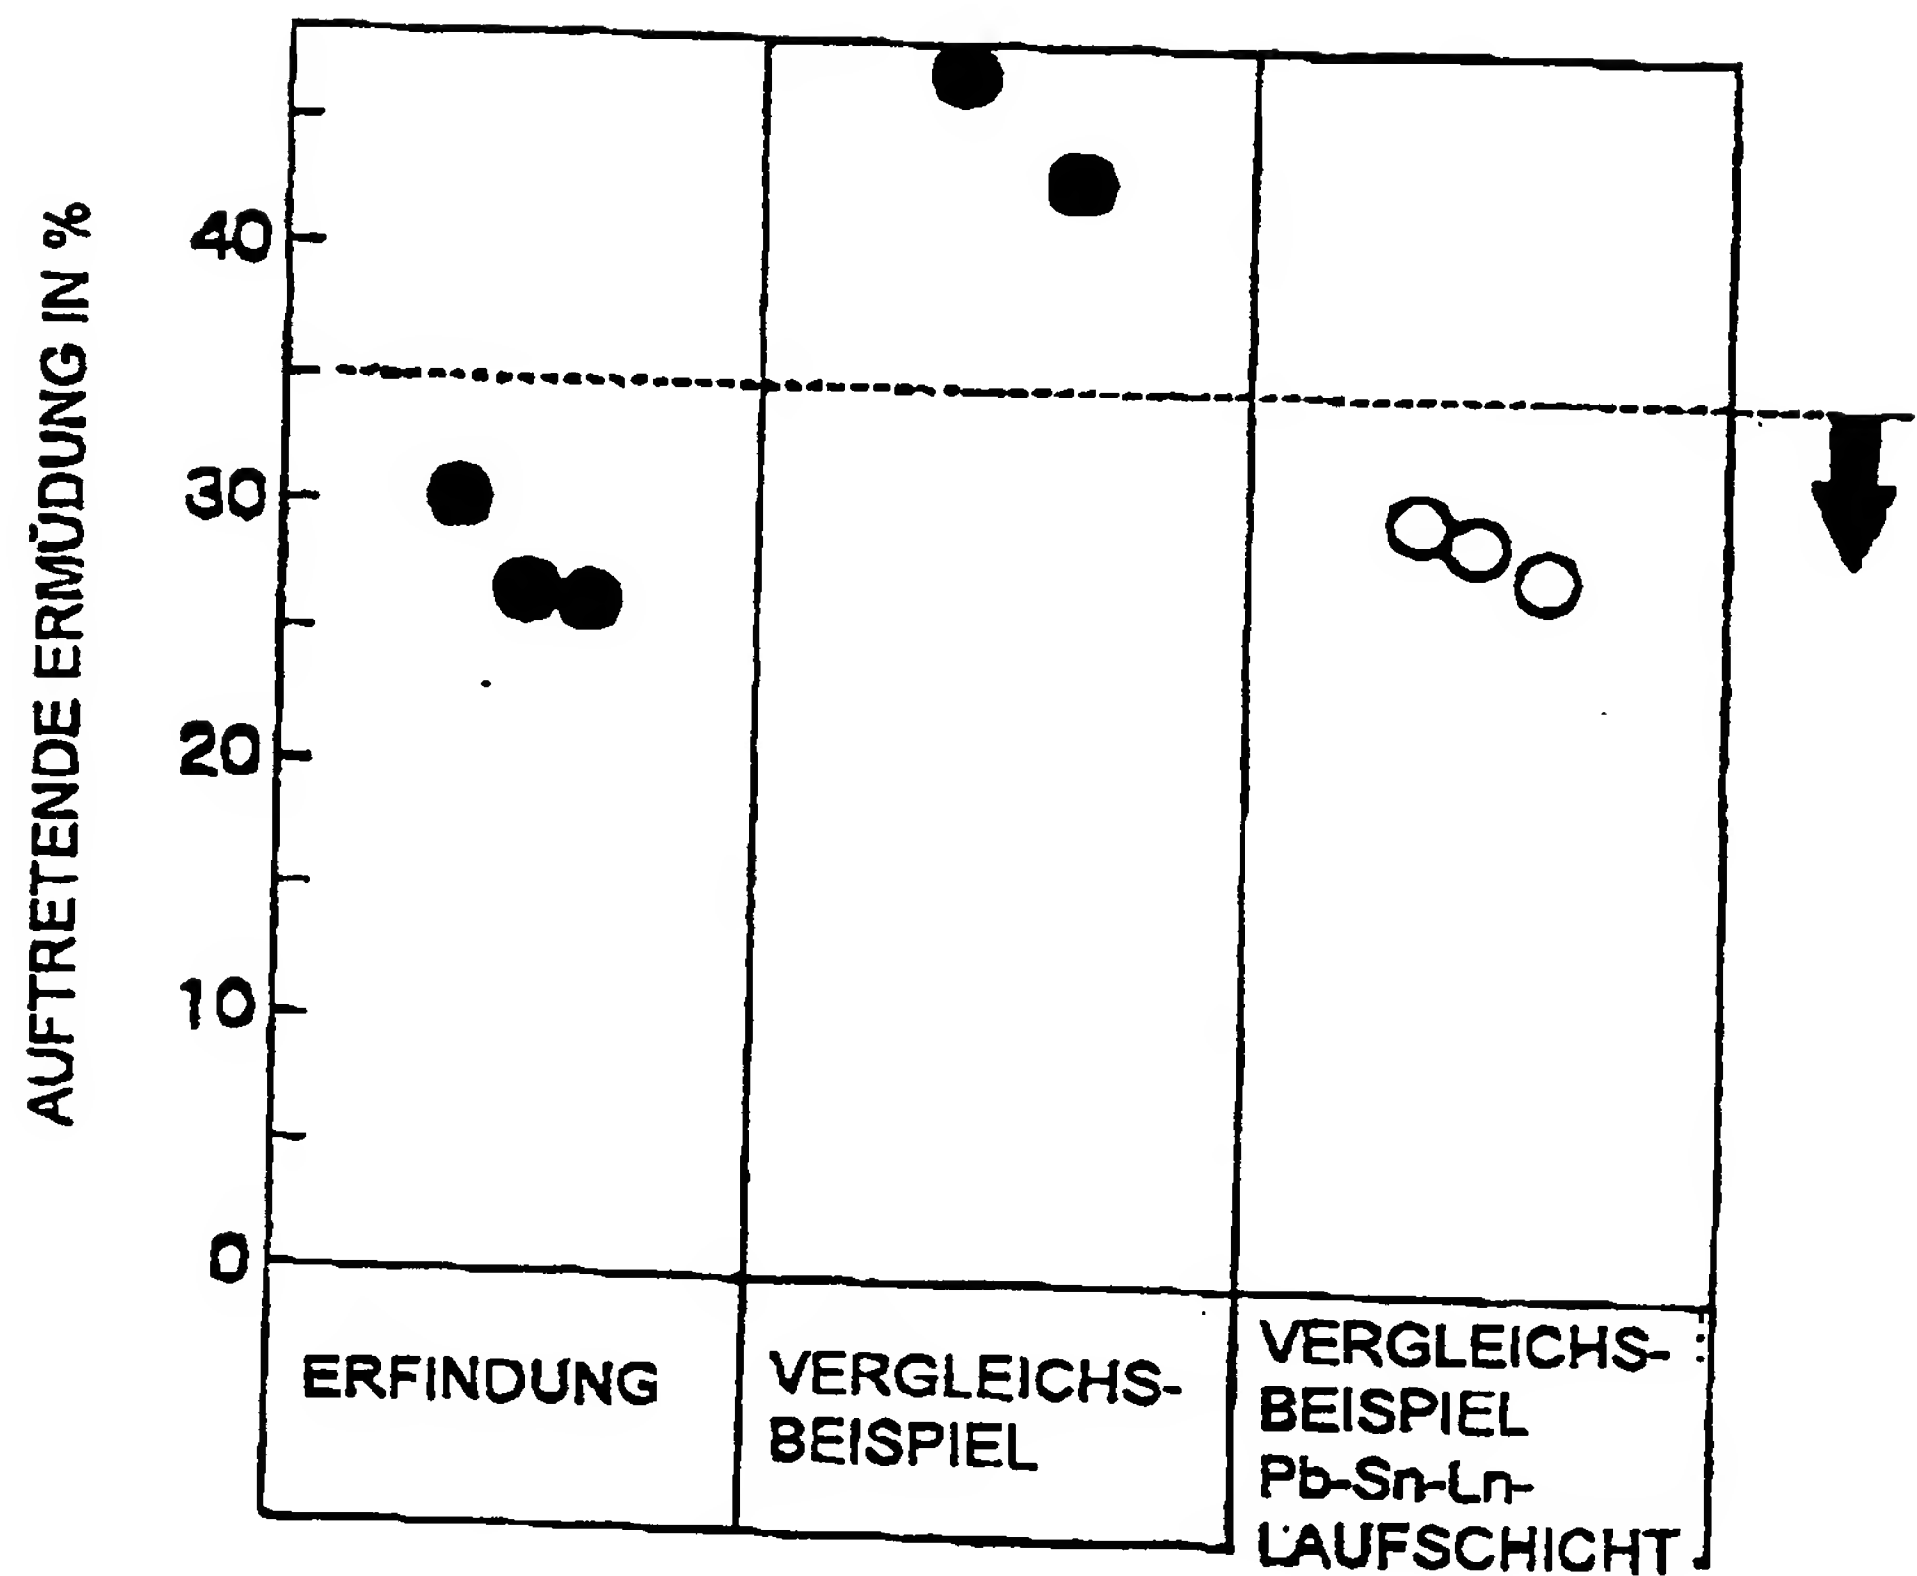 AUFTRETENDE ERMÜDUNG IN %
40
30
20
10
0
ERFINDUNG
VERGLEICHS-
BEISPIEL
VERGLEICHS-
BEISPIEL
Pb-Sn-Ln-
LAUFSCHICHT